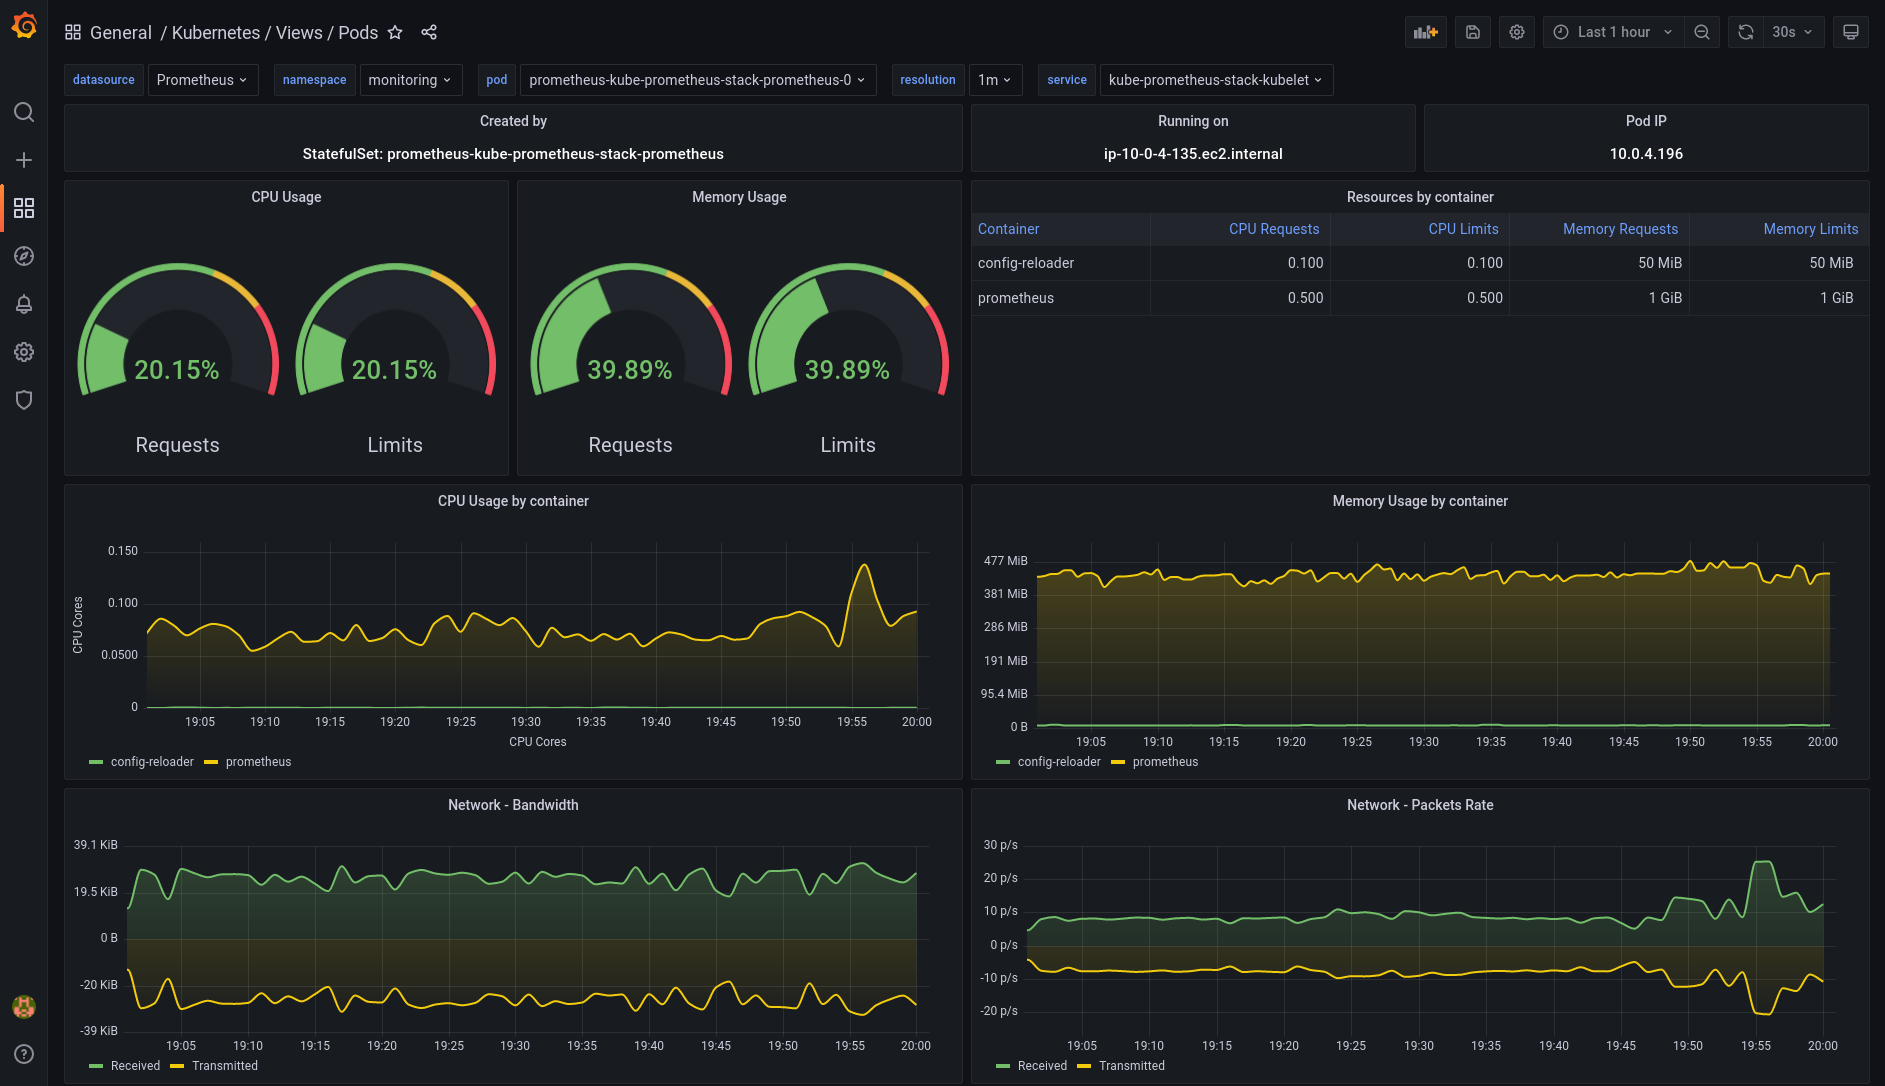 General / Kubernetes / Views / Pods
Last 1 hour
30s
datasource Prometheus namespace monitoring pod prometheus-kube-prometheus-stack-prometheus-0 resolution 1m service kube-prometheus-stack-kubelet
Created by
StatefulSet: prometheus-kube-prometheus-stack-prometheus
Running on
ip-10-0-4-135.ec2.internal
Pod IP
10.0.4.196
CPU Usage
20.15%
Requests
20.15%
Limits
Memory Usage
39.89%
Requests
39.89%
Limits
Resources by container
Container CPU Requests CPU Limits Memory Requests Memory Limits
config-reloader 0.100 0.100 50 MiB 50 MiB
prometheus 0.500 0.500 1 GiB 1 GiB
CPU Usage by container
CPU Cores
0.150
0.100
0.0500
0
19:05 19:10 19:15 19:20 19:25 19:30 19:35 19:40 19:45 19:50 19:55 20:00
CPU Cores
config-reloader prometheus
Memory Usage by container
477 MiB
381 MiB
286 MiB
191 MiB
95.4 MiB
0 B
19:05 19:10 19:15 19:20 19:25 19:30 19:35 19:40 19:45 19:50 19:55 20:00
config-reloader prometheus
Network - Bandwidth
39.1 KiB
19.5 KiB
0 B
-20 KiB
-39 KiB
19:05 19:10 19:15 19:20 19:25 19:30 19:35 19:40 19:45 19:50 19:55 20:00
Received Transmitted
Network - Packets Rate
30 p/s
20 p/s
10 p/s
0 p/s
-10 p/s
-20 p/s
19:05 19:10 19:15 19:20 19:25 19:30 19:35 19:40 19:45 19:50 19:55 20:00
Received Transmitted